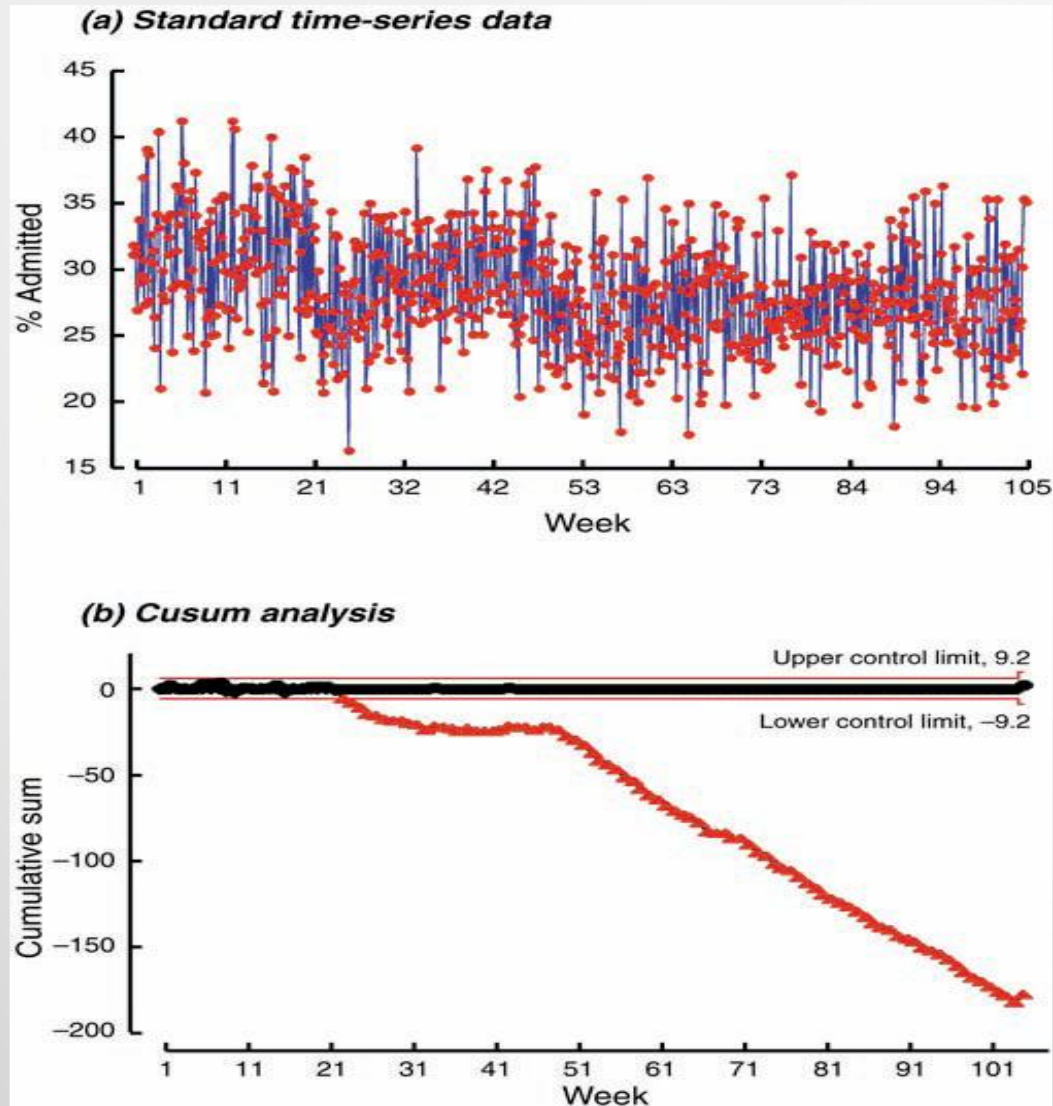 (a) Standard time-series data
45
40
35
30
25
20
15
% Admitted
1 11 21 32 42 53 63 73 84 94 105
Week
(b) Cusum analysis
Upper control limit, 9.2
0
Lower control limit, –9.2
–50
–100
–150
–200
Cumulative sum
1 11 21 31 41 51 61 71 81 91 101
Week